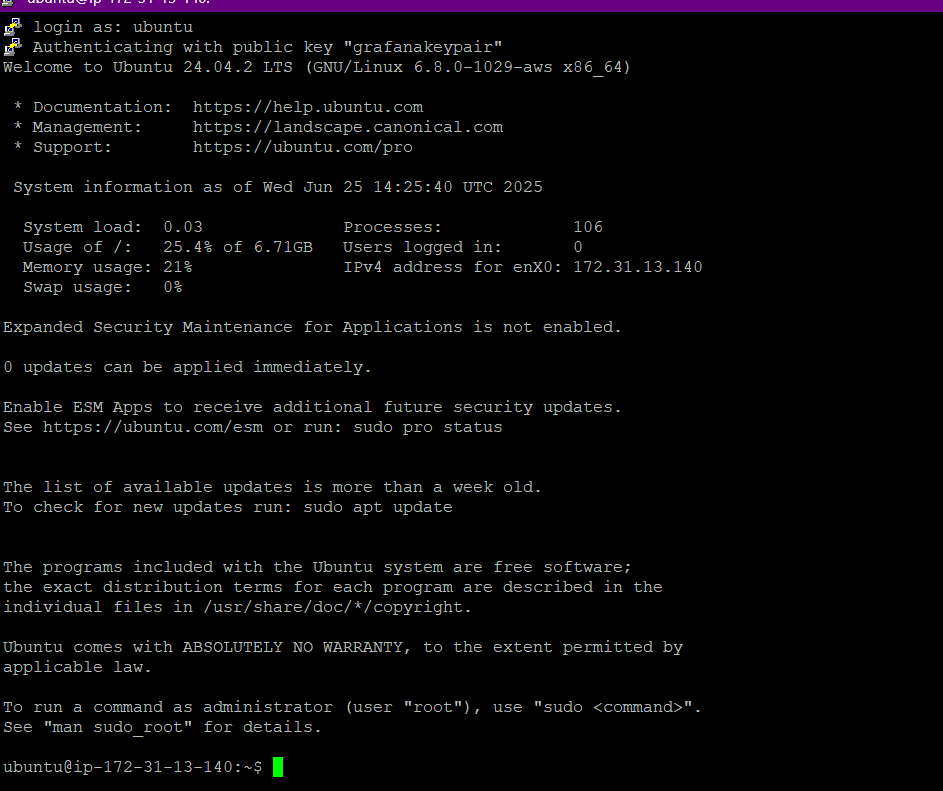 ubuntu@ip-172-31-13-140:
login as: ubuntu
Authenticating with public key "grafanakeypair"
Welcome to Ubuntu 24.04.2 LTS (GNU/Linux 6.8.0-1029-aws x86_64)
* Documentation:  https://help.ubuntu.com
* Management:     https://landscape.canonical.com
* Support:        https://ubuntu.com/pro
System information as of Wed Jun 25 14:25:40 UTC 2025
System load:  0.03              Processes:             106
Usage of /:   25.4% of 6.71GB   Users logged in:       0
Memory usage: 21%               IPv4 address for enX0: 172.31.13.140
Swap usage:   0%
Expanded Security Maintenance for Applications is not enabled.
0 updates can be applied immediately.
Enable ESM Apps to receive additional future security updates.
See https://ubuntu.com/esm or run: sudo pro status
The list of available updates is more than a week old.
To check for new updates run: sudo apt update
The programs included with the Ubuntu system are free software;
the exact distribution terms for each program are described in the
individual files in /usr/share/doc/*/copyright.
Ubuntu comes with ABSOLUTELY NO WARRANTY, to the extent permitted by
applicable law.
To run a command as administrator (user "root"), use "sudo <command>".
See "man sudo_root" for details.
ubuntu@ip-172-31-13-140:~$